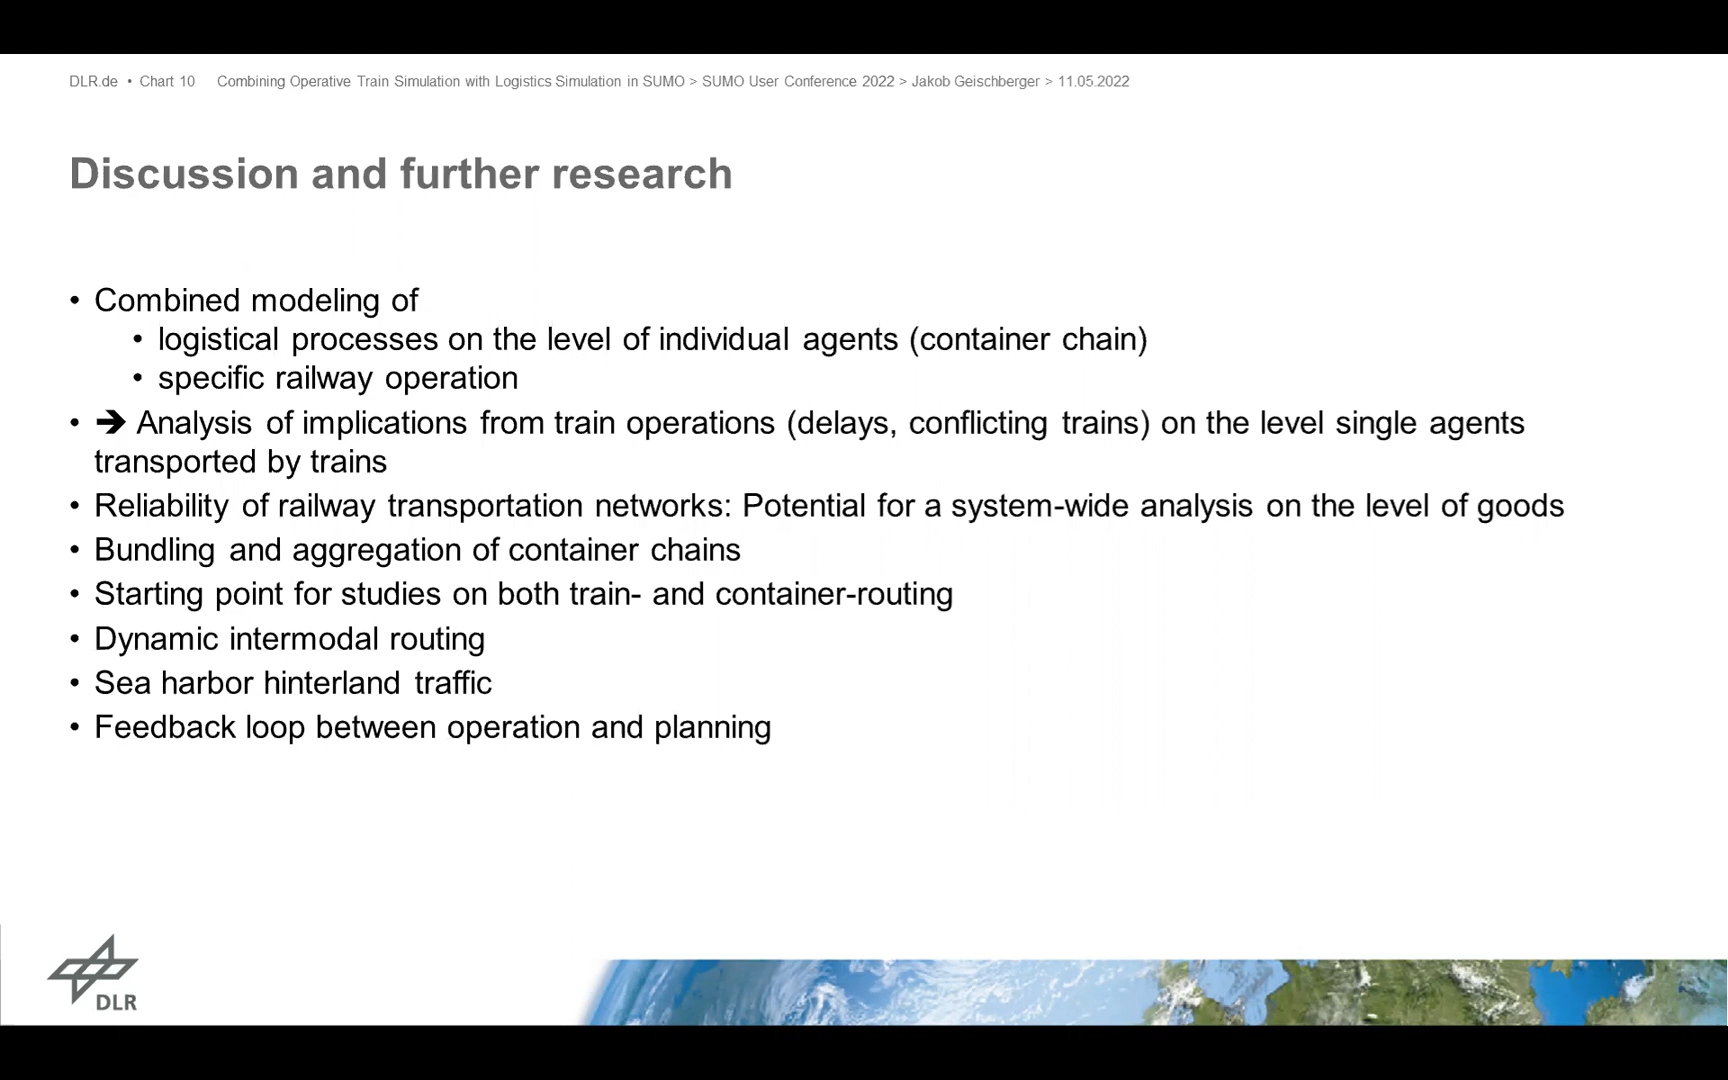 DLR.de • Chart 10 Combining Operative Train Simulation with Logistics Simulation in SUMO > SUMO User Conference 2022 > Jakob Geischberger > 11.05.2022
Discussion and further research
• Combined modeling of
• logistical processes on the level of individual agents (container chain)
• specific railway operation
• ➔ Analysis of implications from train operations (delays, conflicting trains) on the level single agents
transported by trains
• Reliability of railway transportation networks: Potential for a system-wide analysis on the level of goods
• Bundling and aggregation of container chains
• Starting point for studies on both train- and container-routing
• Dynamic intermodal routing
• Sea harbor hinterland traffic
• Feedback loop between operation and planning
DLR